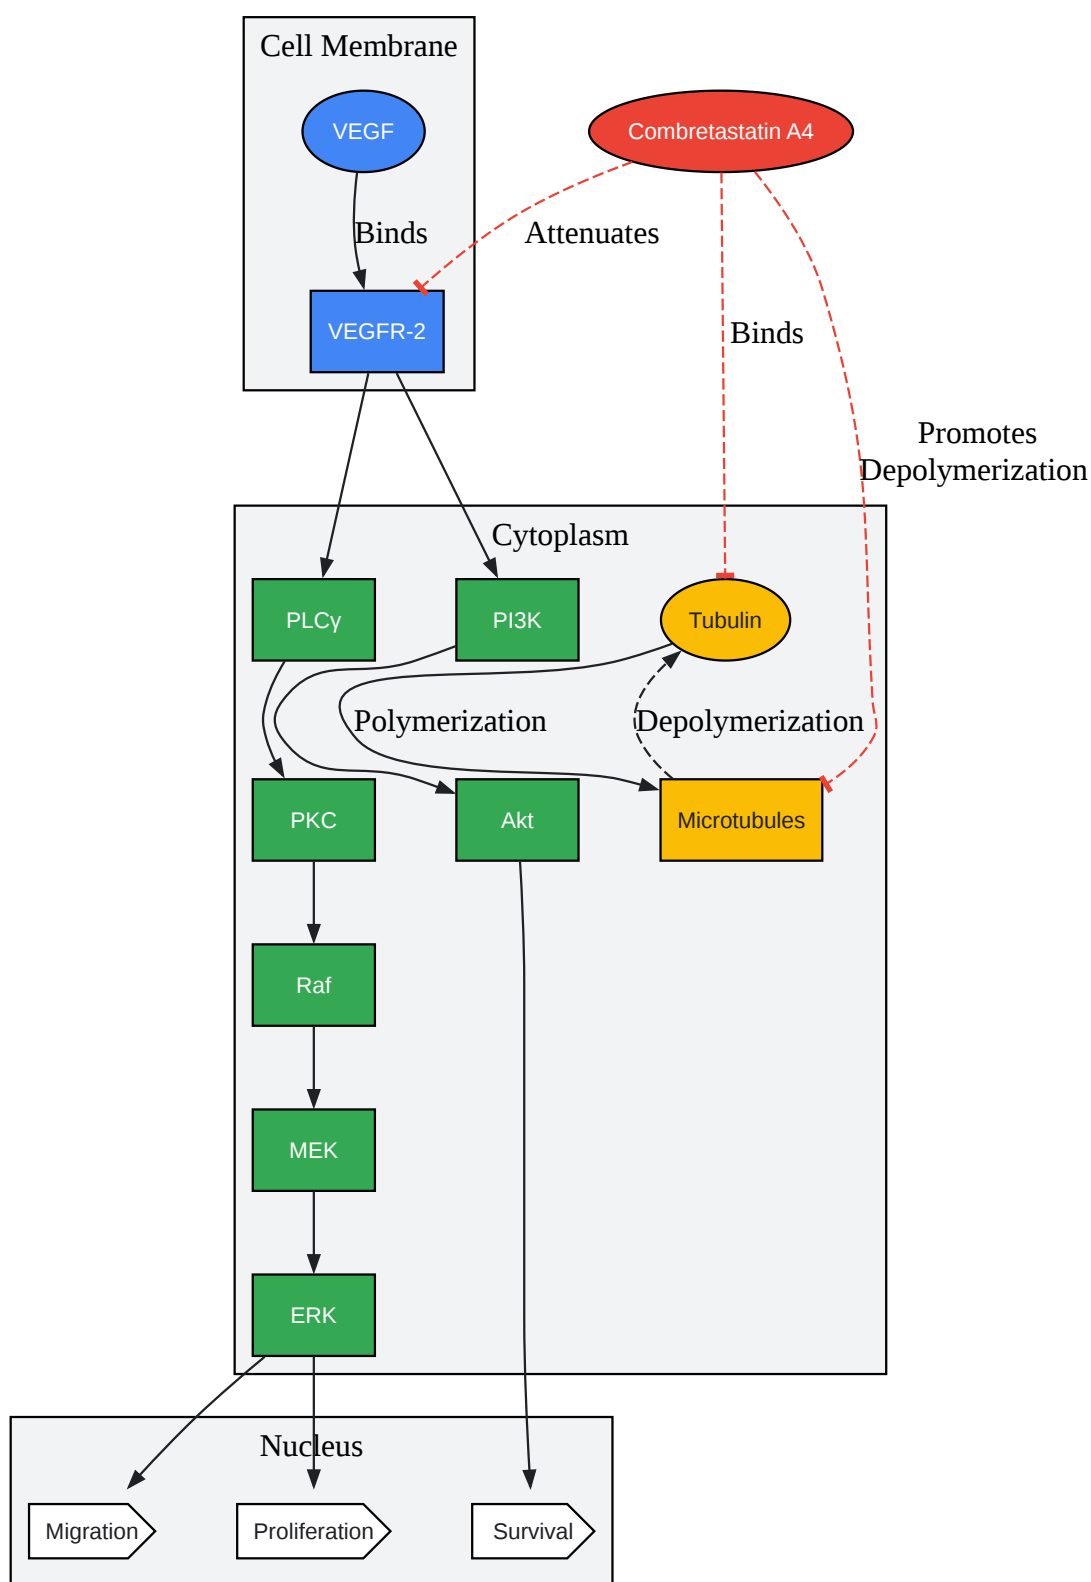 Cell Membrane
VEGF
Combretastatin A4
Binds
Attenuates
VEGFR-2
Binds
Promotes
Depolymerization
Cytoplasm
PLCγ
PI3K
Tubulin
Polymerization
Depolymerization
PKC
Akt
Microtubules
Raf
MEK
ERK
Nucleus
Migration
Proliferation
Survival